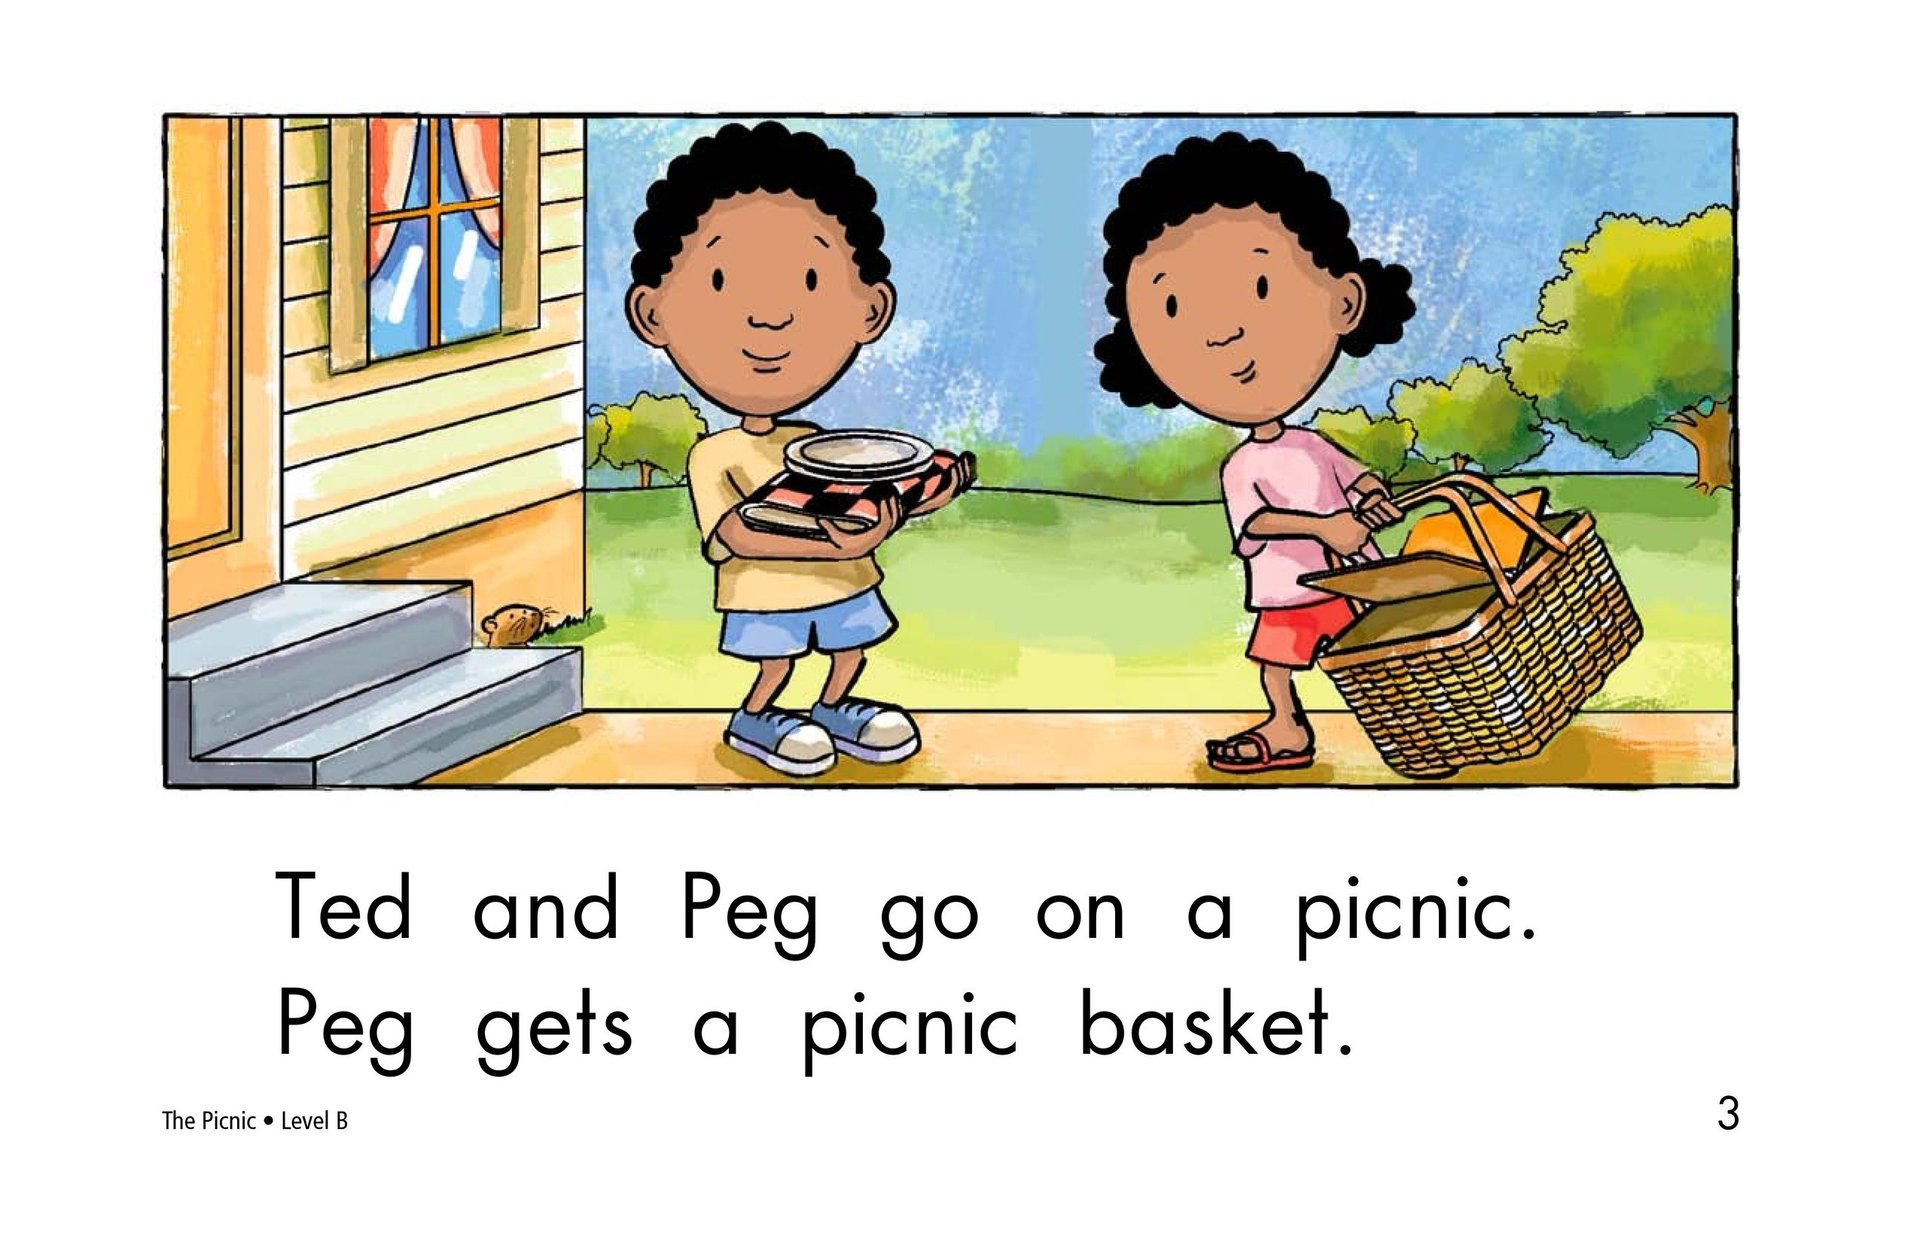 Ted and Peg go on a picnic.
Peg gets a picnic basket.
The Picnic • Level B
3